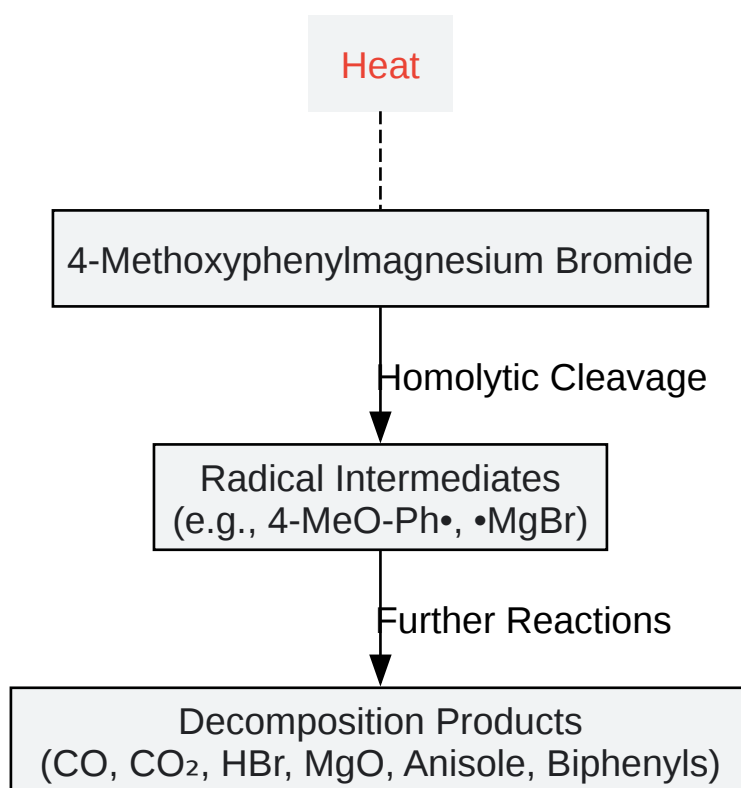 Heat
4-Methoxyphenylmagnesium Bromide
Homolytic Cleavage
Radical Intermediates
(e.g., 4-MeO-Ph•, •MgBr)
Further Reactions
Decomposition Products
(CO, CO₂, HBr, MgO, Anisole, Biphenyls)